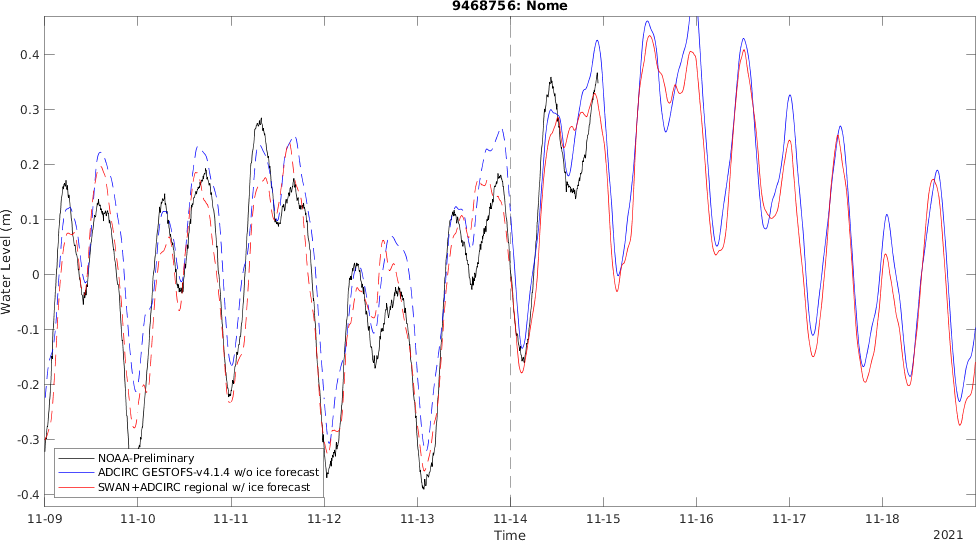 9468756: Nome
0.4
0.3
0.2
0.1
0
-0.1
-0.2
-0.3
-0.4
Water Level (m)
NOAA-Preliminary
ADCIRC GESTOFS-v4.1.4 w/o ice forecast
SWAN+ADCIRC regional w/ ice forecast
11-09 11-10 11-11 11-12 11-13 11-14 11-15 11-16 11-17 11-18
Time
2021